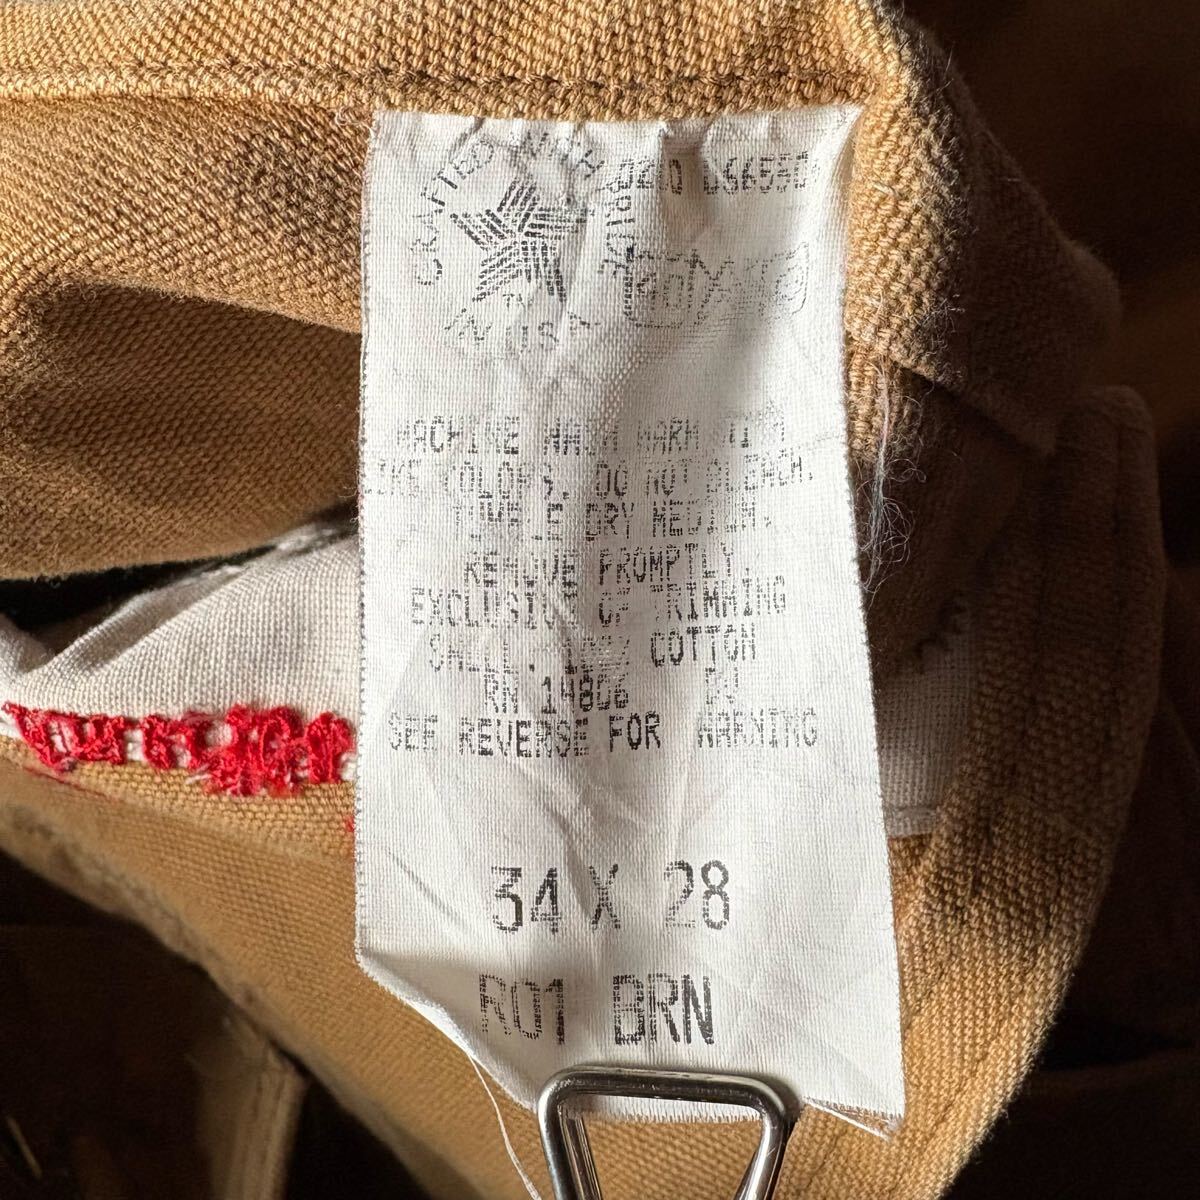 CRAFTED WITH PRIDE
TM
IN U.S.A.
MACHINE WASH WARM WITH
LIKE COLORS, DO NOT BLEACH.
TUMBLE DRY MEDIUM.
REMOVE PROMPTLY.
EXCLUSIVE OF TRIMMING
SHELL: 100% COTTON
RN 14806
SEE REVERSE FOR WARNING
34 X 28
R01 BRN